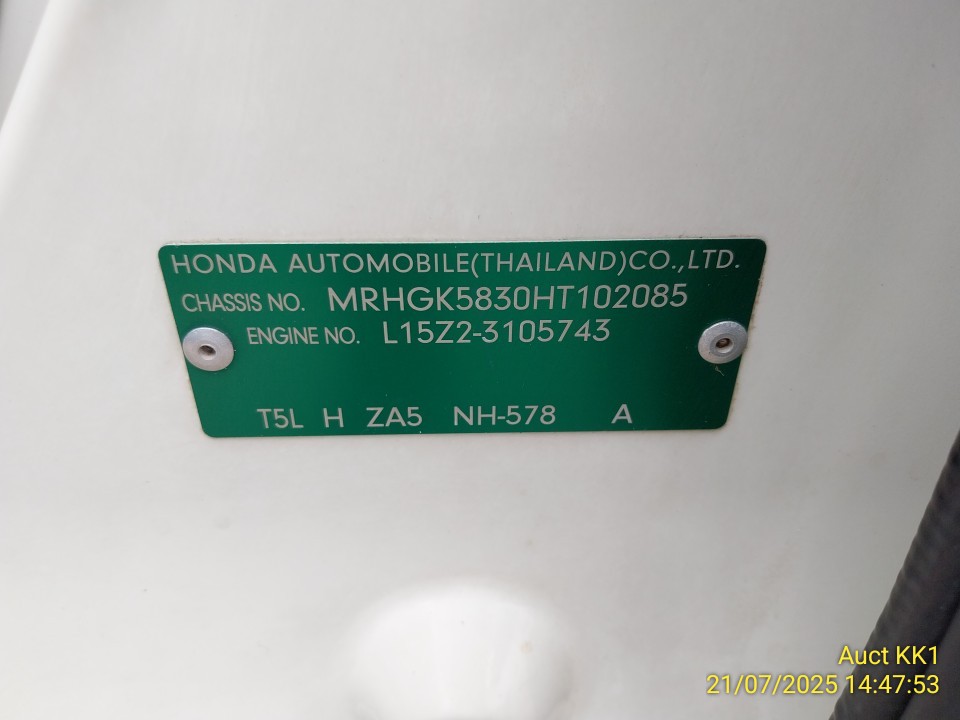 HONDA AUTOMOBILE(THAILAND)CO.,LTD.
CHASSIS NO. MRHGK5830HT102085
ENGINE NO. L15Z2-3105743
T5L H ZA5 NH-578 A
Auct KK1
21/07/2025 14:47:53